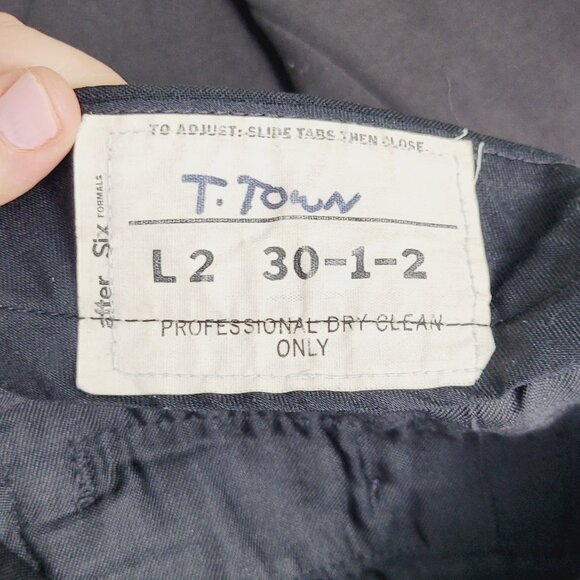 TO ADJUST: SLIDE TABS THEN CLOSE
T. TOWN
L 2 30-1-2
PROFESSIONAL DRY CLEAN
ONLY
after Six FORMALS